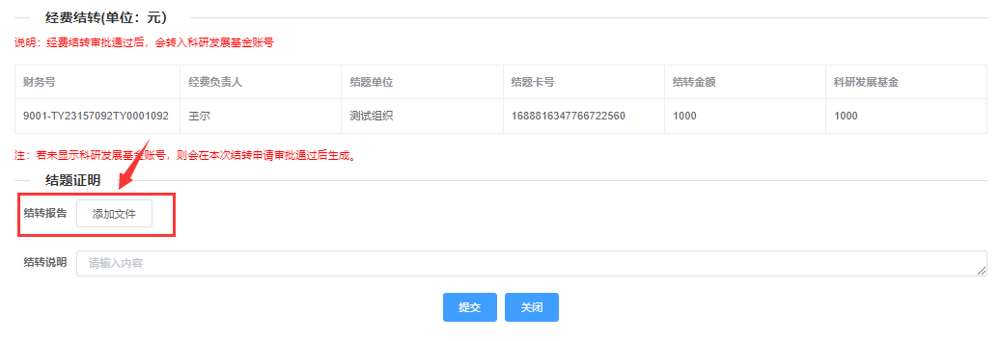 经费结转(单位：元）
说明：经费结转审批通过后，会转入科研发展基金账号
财务号 经费负责人 结题单位 结题卡号 结转金额 科研发展基金
9001-TY23157092TY0001092 王尔 测试组织 1688816347766722560 1000 1000
注：若未显示科研发展基金账号，则会在本次结转申请审批通过后生成。
结题证明
结转报告 添加文件
结转说明 请输入内容
提交 关闭